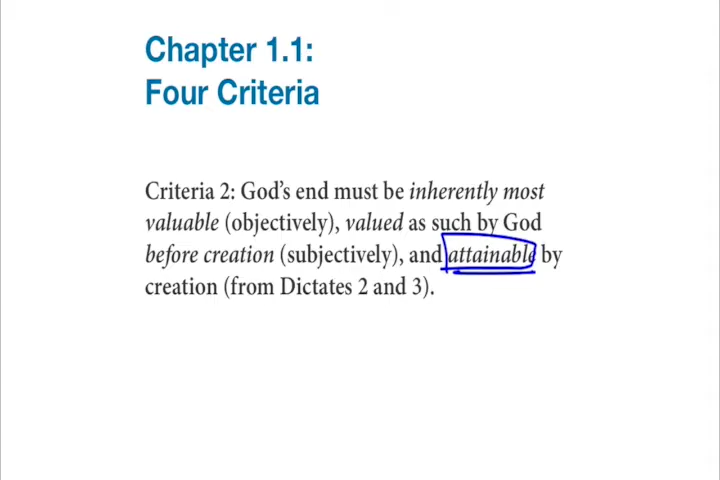 Chapter 1.1:
Four Criteria
Criteria 2: God’s end must be inherently most
valuable (objectively), valued as such by God
before creation (subjectively), and attainable by
creation (from Dictates 2 and 3).